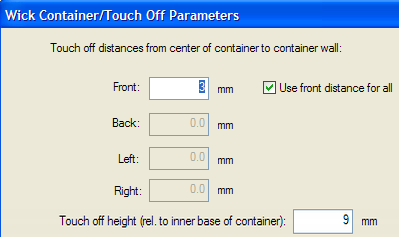 Wick Container/Touch Off Parameters
Touch off distances from center of container to container wall:
Front: 3 mm Use front distance for all
Back: 0.0 mm
Left: 0.0 mm
Right: 0.0 mm
Touch off height (rel. to inner base of container): 9 mm